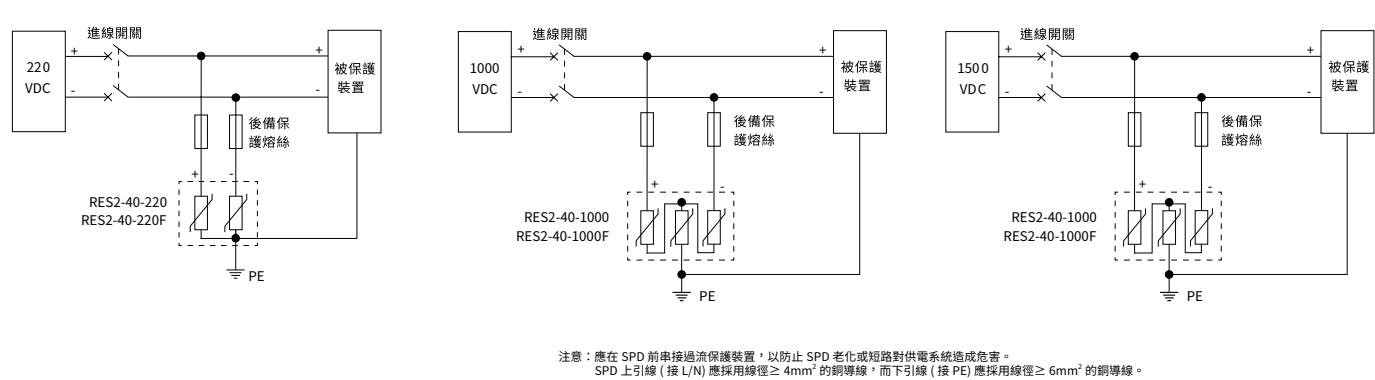 進線開關
220
VDC
+
-
+
-
被保護
裝置
後備保
護熔絲
+
-
RES2-40-220
RES2-40-220F
PE
進線開關
1000
VDC
+
-
+
-
被保護
裝置
後備保
護熔絲
+
-
RES2-40-1000
RES2-40-1000F
PE
進線開關
1500
VDC
+
-
+
-
被保護
裝置
後備保
護熔絲
+
-
RES2-40-1000
RES2-40-1000F
PE
注意：應在 SPD 前串接過流保護裝置，以防止 SPD 老化或短路對供電系統造成危害。
SPD 上引線 ( 接 L/N) 應採用線徑≥ 4mm² 的銅導線，而下引線 ( 接 PE) 應採用線徑≥ 6mm² 的銅導線。